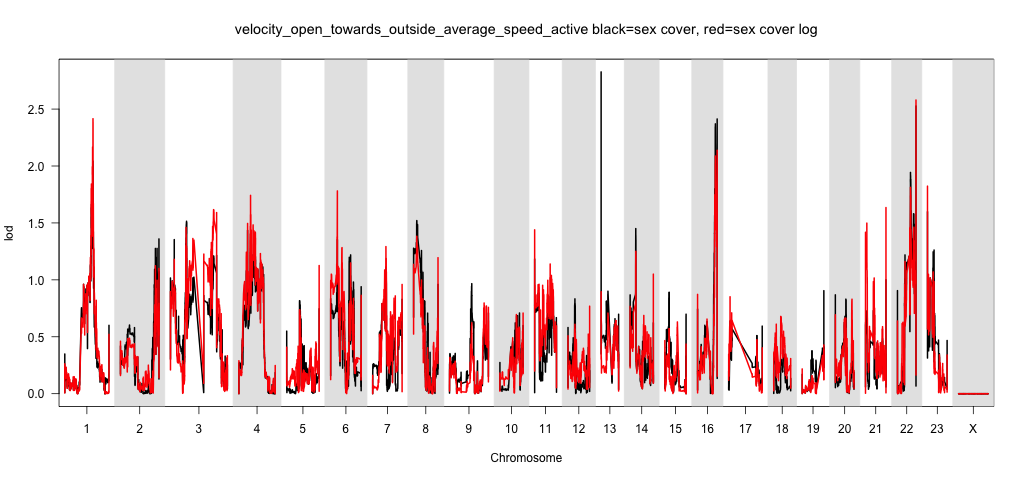 velocity_open_towards_outside_average_speed_active black=sex cover, red=sex cover log
lod
2.5
2.0
1.5
1.0
0.5
0.0
1 2 3 4 5 6 7 8 9 10 11 12 13 14 15 16 17 18 19 20 21 22 23 X
Chromosome